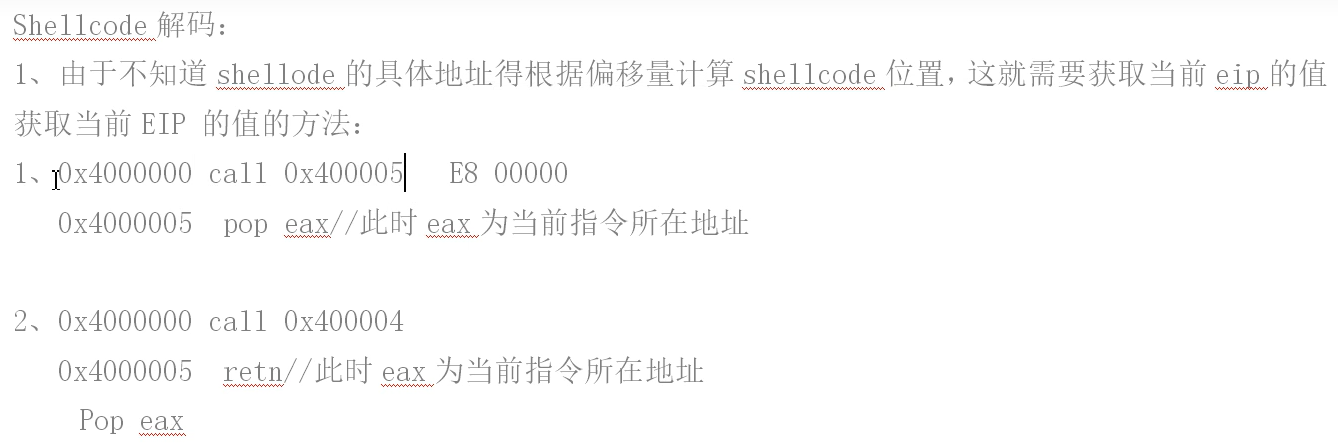 Shellcode 解码：
1、由于不知道 shellode 的具体地址得根据偏移量计算 shellcode 位置，这就需要获取当前 eip 的值
获取当前 EIP 的值的方法：
1、0x4000000 call 0x400005 E8 00000
0x4000005 pop eax//此时 eax 为当前指令所在地址
2、0x4000000 call 0x400004
0x4000005 retn//此时 eax 为当前指令所在地址
Pop eax